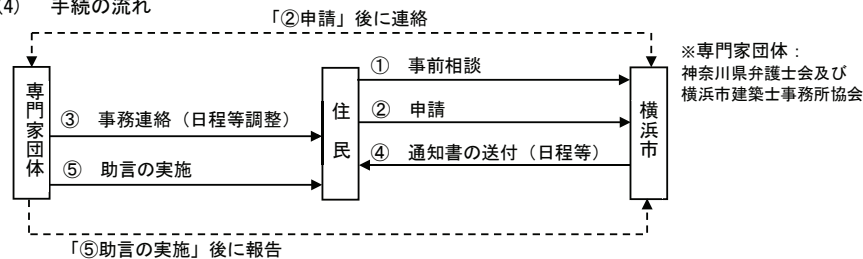 (4) 手続の流れ
「②申請」後に連絡
専門家団体
住民
横浜市
① 事前相談
② 申請
③ 事務連絡（日程等調整）
④ 通知書の送付（日程等）
⑤ 助言の実施
「⑤助言の実施」後に報告
※専門家団体：
神奈川県弁護士会及び
横浜市建築士事務所協会